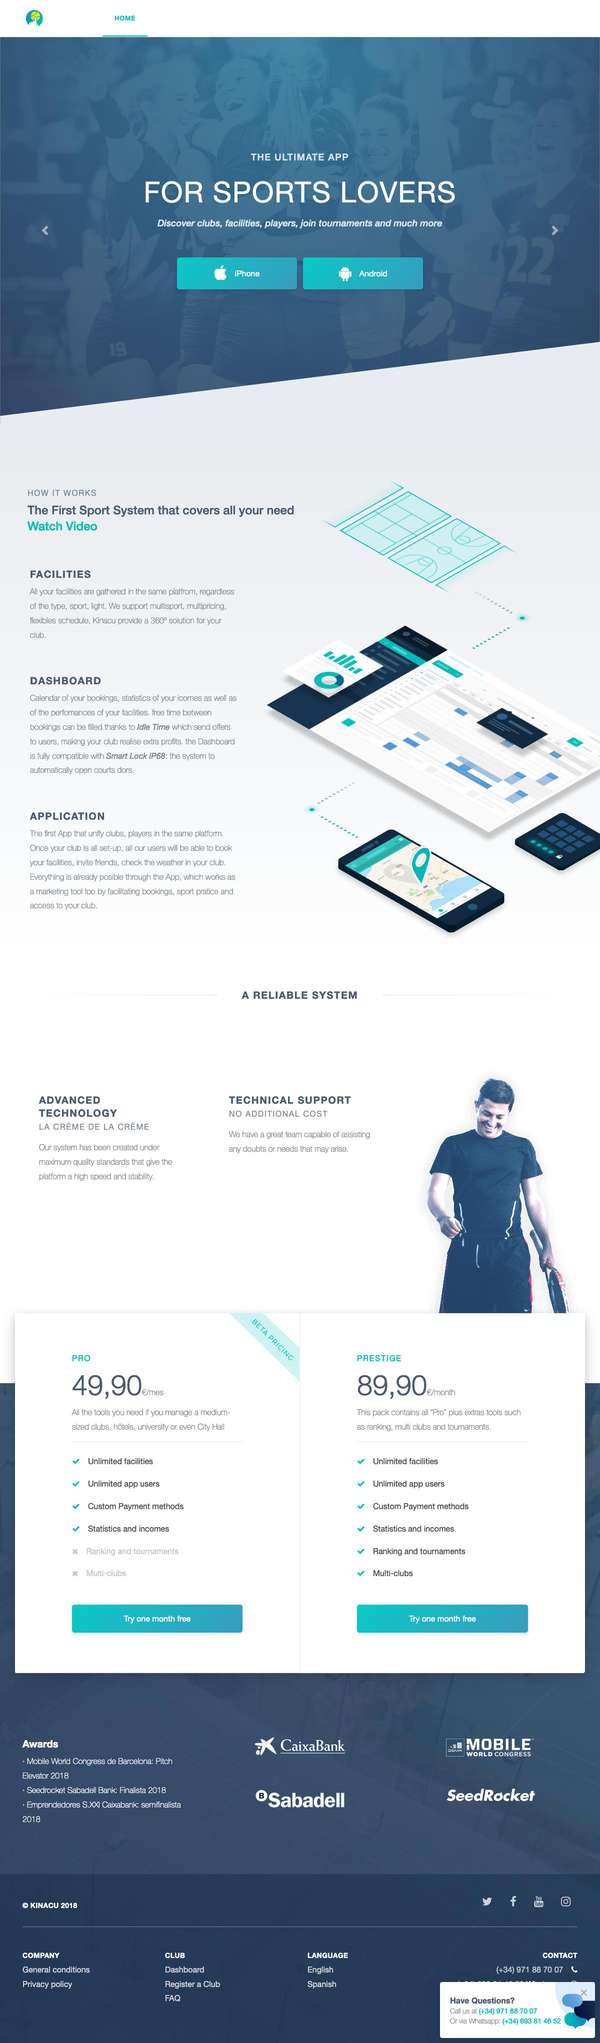 HOME
THE ULTIMATE APP
FOR SPORTS LOVERS
Discover clubs, facilities, players, join tournaments and much more
iPhone
Android
HOW IT WORKS
The First Sport System that covers all your need
Watch Video
FACILITIES
All your facilities are gathered in the same platfrom, regardless
of the type, sport, light. We support multisport, multipricing,
flexibles schedule, Kinacu provide a 360º solution for your
club.
DASHBOARD
Calendar of your bookings, statistics of your icomes as well as
of the perfomances of your facilities. free time between
bookings can be filled thanks to Idle Time which send offers
to users, making your club realise extra profits. the Dashboard
is fully compatible with Smart Lock IP68: the system to
automatically open courts dors.
APPLICATION
The first App that unify clubs, players in the same platform.
Once your club is all set-up, all our users will be able to book
your facilities, invite friends, check the weather in your club.
Everything is already posible through the App, which works as
a marketing tool too by facilitating bookings, sport pratice and
access to your club.
A RELIABLE SYSTEM
ADVANCED
TECHNOLOGY
LA CRÈME DE LA CRÈME
Our system has been created under
maximum quality standards that give the
platform a high speed and stability.
TECHNICAL SUPPORT
NO ADDITIONAL COST
We have a great team capable of assisting
any doubts or needs that may arise.
BETA PRICING
PRO
49,90€/mes
All the tools you need if you manage a medium-
sized clubs, hôtels, university or even City Hall
Unlimited facilities
Unlimited app users
Custom Payment methods
Statistics and incomes
Ranking and tournaments
Multi-clubs
Try one month free
PRESTIGE
89,90€/month
This pack contains all "Pro" plus extras tools such
as ranking, multi clubs and tournaments.
Unlimited facilities
Unlimited app users
Custom Payment methods
Statistics and incomes
Ranking and tournaments
Multi-clubs
Try one month free
Awards
· Mobile World Congress de Barcelona: Pitch
Elevator 2018
· Seedrocket Sabadell Bank: Finalista 2018
· Emprendedores S.XXI Caixabank: semifinalista
2018
CaixaBank
MOBILE
WORLD CONGRESS
B Sabadell
SeedRocket
© KINACU 2018
COMPANY
General conditions
Privacy policy
CLUB
Dashboard
Register a Club
FAQ
LANGUAGE
English
Spanish
CONTACT
(+34) 971 88 70 07
Have Questions?
Call us at (+34) 971 88 70 07
Or via Whatsapp: (+34) 693 81 46 52